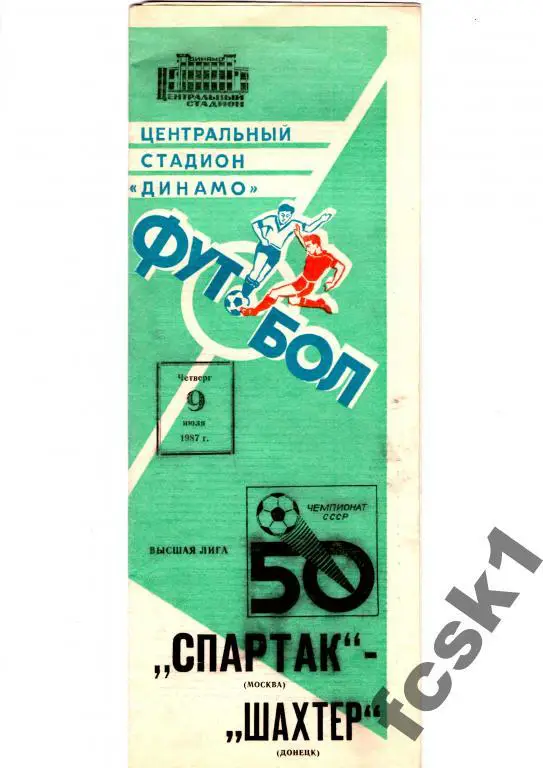 ДИНАМО
ЦЕНТРАЛЬНЫЙ
СТАДИОН
ЦЕНТРАЛЬНЫЙ
СТАДИОН
«ДИНАМО»
ФУТ
БОЛ
Четверг
9
июля
1987 г.
ЧЕМПИОНАТ
СССР
ВЫСШАЯ ЛИГА
50
„СПАРТАК“-
(МОСКВА)
„ШАХТЕР“
(ДОНЕЦК)
fcsk1